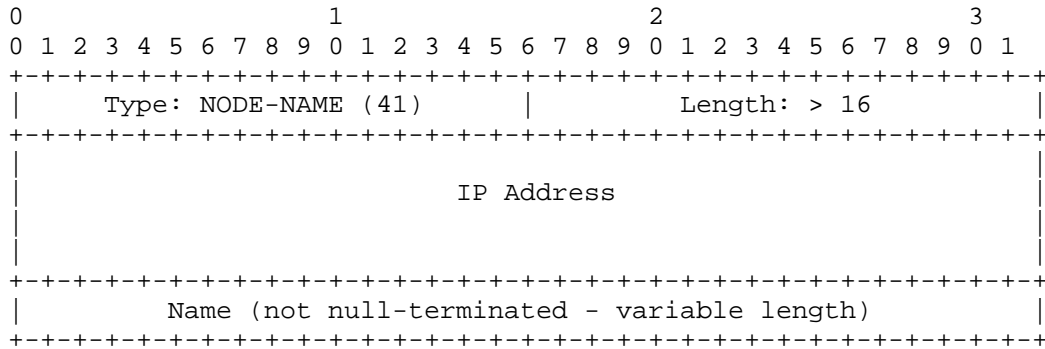 0                   1                   2                   3
0 1 2 3 4 5 6 7 8 9 0 1 2 3 4 5 6 7 8 9 0 1 2 3 4 5 6 7 8 9 0 1
+-+-+-+-+-+-+-+-+-+-+-+-+-+-+-+-+-+-+-+-+-+-+-+-+-+-+-+-+-+-+-+-+
|     Type: NODE-NAME (41)      |         Length: > 16          |
+-+-+-+-+-+-+-+-+-+-+-+-+-+-+-+-+-+-+-+-+-+-+-+-+-+-+-+-+-+-+-+-+
|                                                               |
|                           IP Address                          |
|                                                               |
|                                                               |
+-+-+-+-+-+-+-+-+-+-+-+-+-+-+-+-+-+-+-+-+-+-+-+-+-+-+-+-+-+-+-+-+
|         Name (not null-terminated - variable length)          |
+-+-+-+-+-+-+-+-+-+-+-+-+-+-+-+-+-+-+-+-+-+-+-+-+-+-+-+-+-+-+-+-+